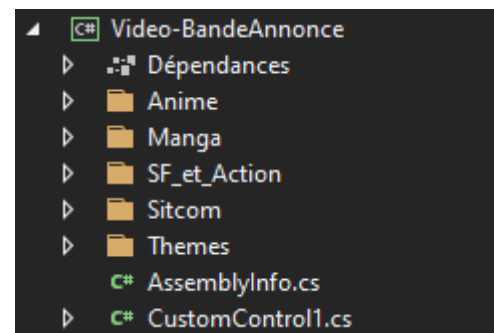 C# Video-BandeAnnonce
Dépendances
Anime
Manga
SF_et_Action
Sitcom
Themes
C# AssemblyInfo.cs
C# CustomControl1.cs